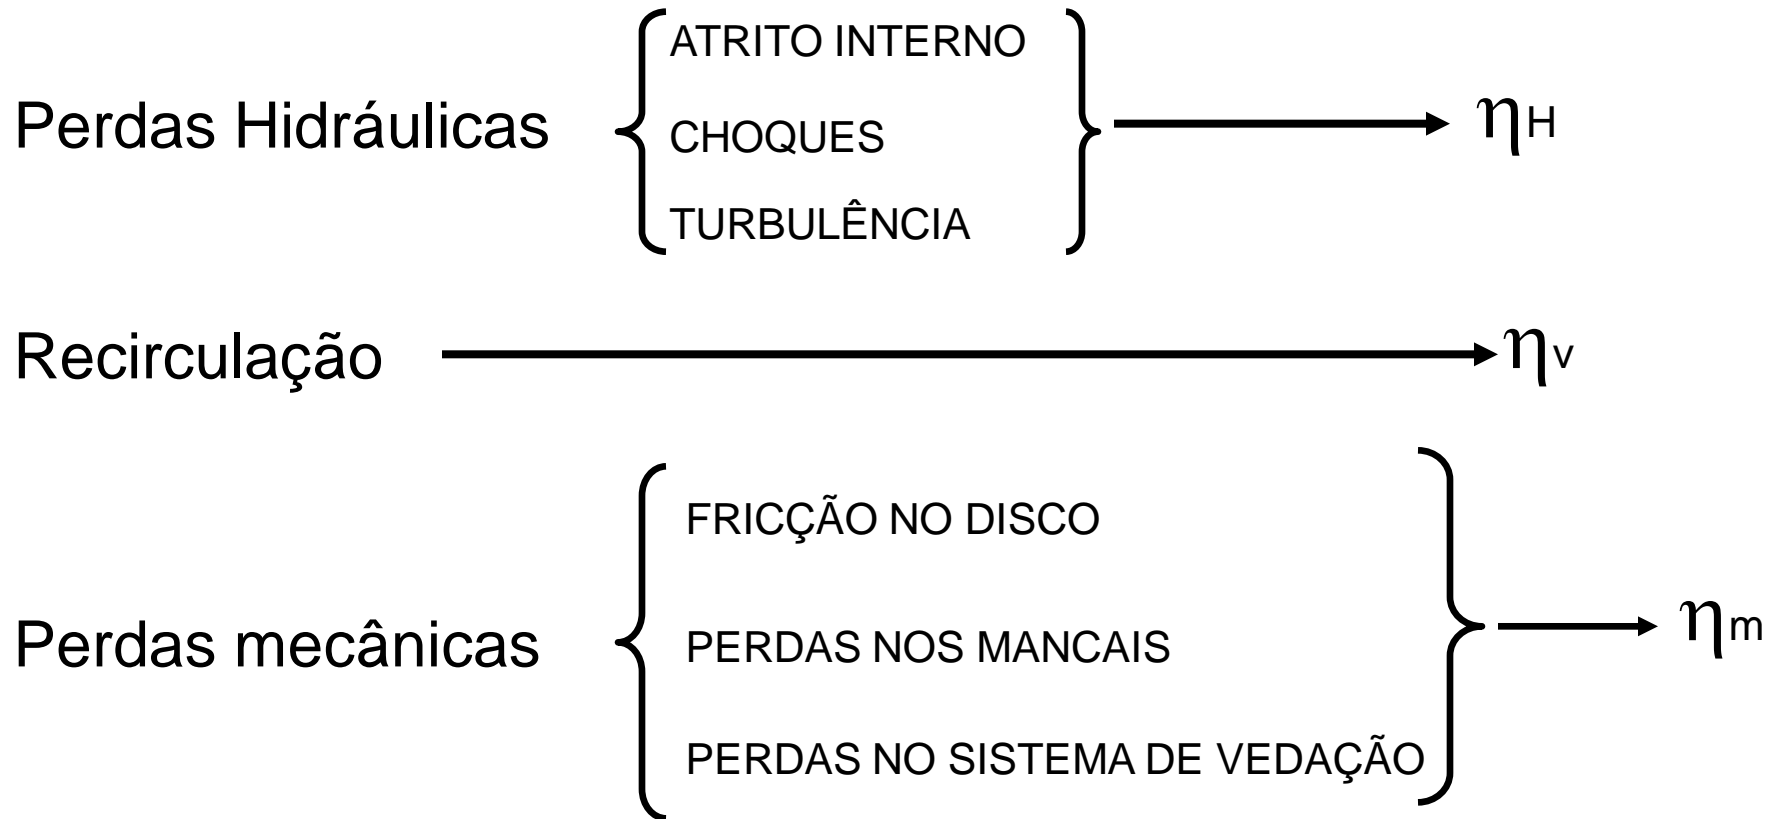 Perdas Hidráulicas
ATRITO INTERNO
CHOQUES
TURBULÊNCIA
ηH
Recirculação
ηv
Perdas mecânicas
FRICÇÃO NO DISCO
PERDAS NOS MANCAIS
PERDAS NO SISTEMA DE VEDAÇÃO
ηm